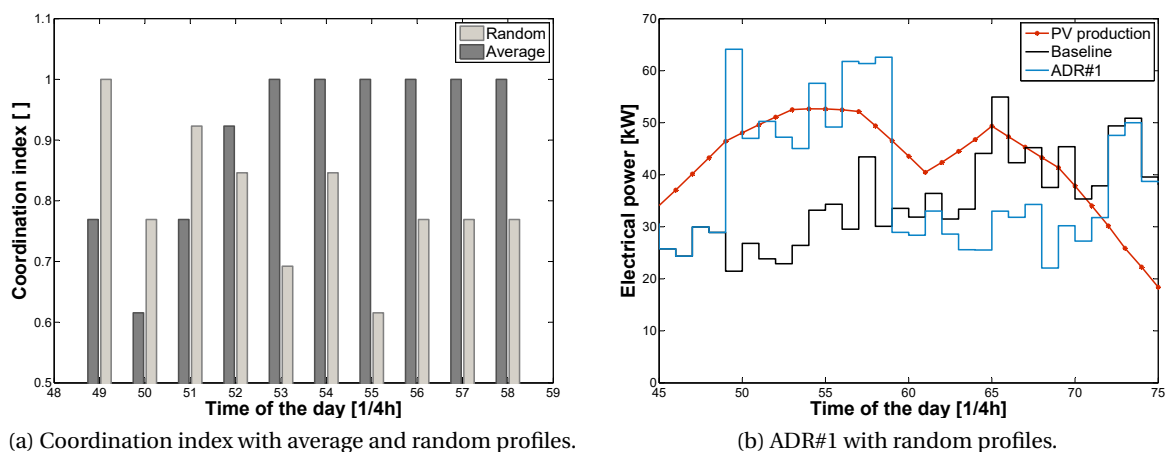 1.1
1
0.9
0.8
0.7
0.6
0.5
Coordination index [ ]
Random
Average
48 49 50 51 52 53 54 55 56 57 58 59
Time of the day [1/4h]
(a) Coordination index with average and random profiles.
70
60
50
40
30
20
10
0
Electrical power [kW]
PV production
Baseline
ADR#1
45 50 55 60 65 70 75
Time of the day [1/4h]
(b) ADR#1 with random profiles.